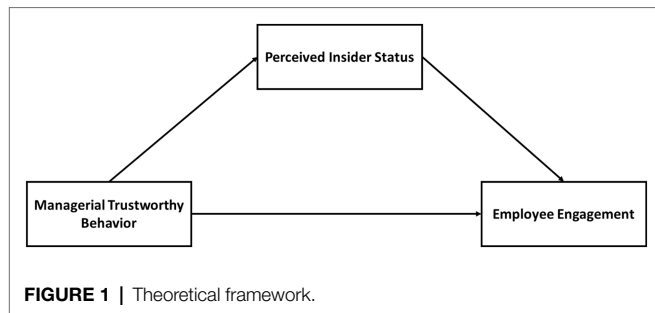 Perceived Insider Status
Managerial Trustworthy
Behavior
Employee Engagement
FIGURE 1 | Theoretical framework.